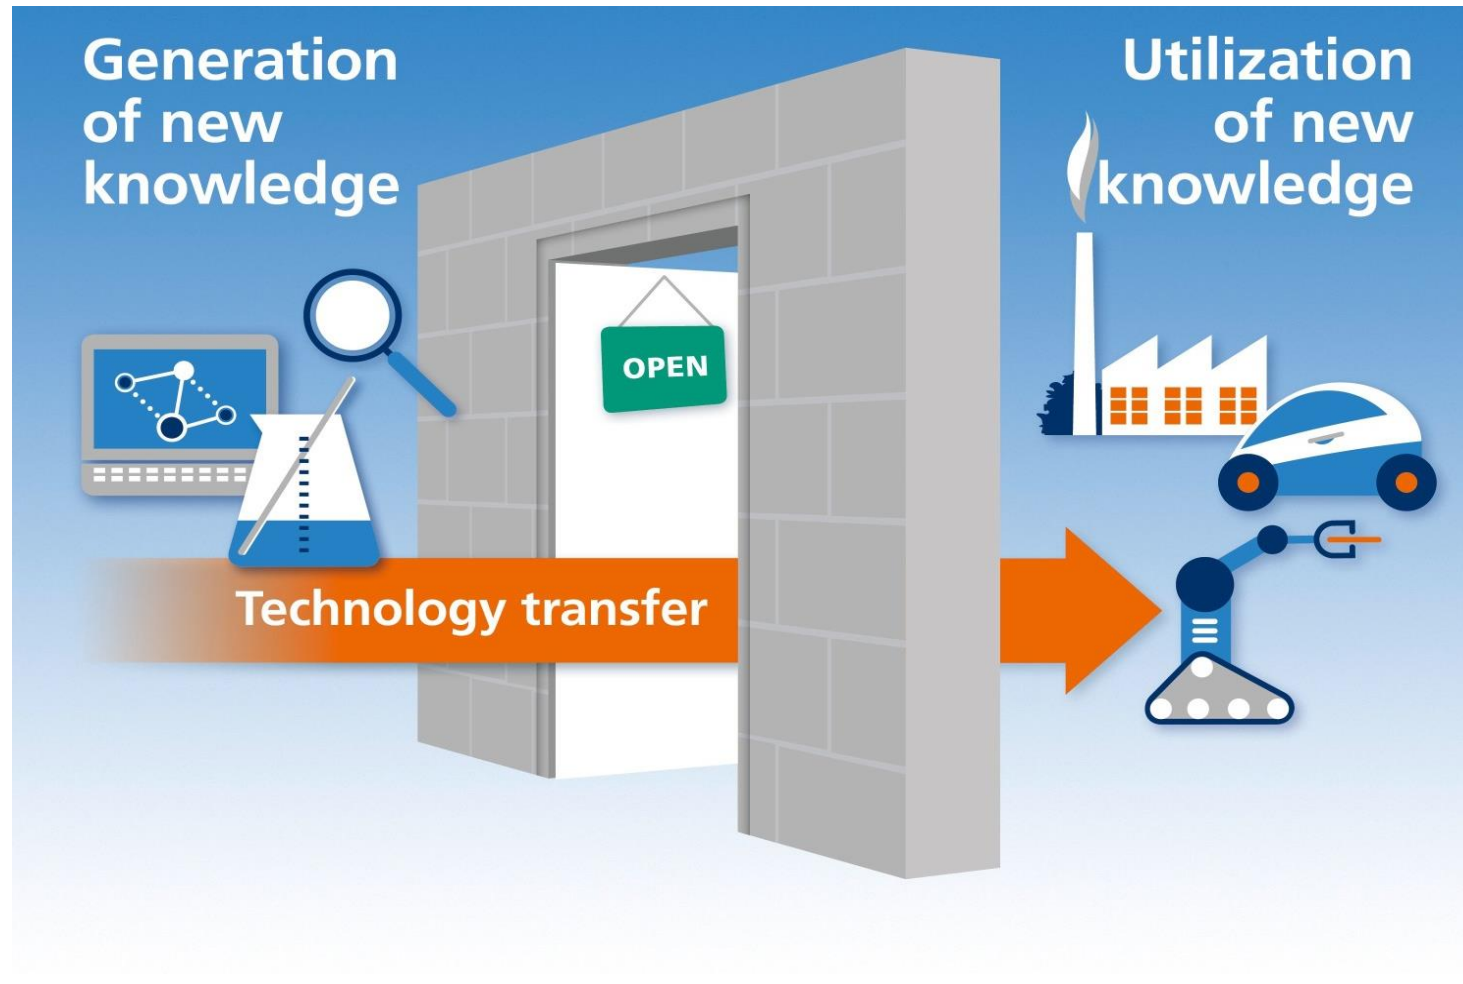 Generation
of new
knowledge
Utilization
of new
knowledge
OPEN
Technology transfer